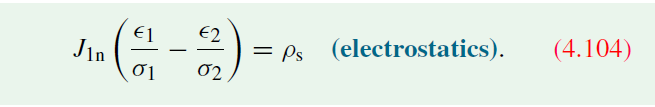 J₁ₙ (ϵ₁/σ₁ − ϵ₂/σ₂) = ρₛ (electrostatics). (4.104)